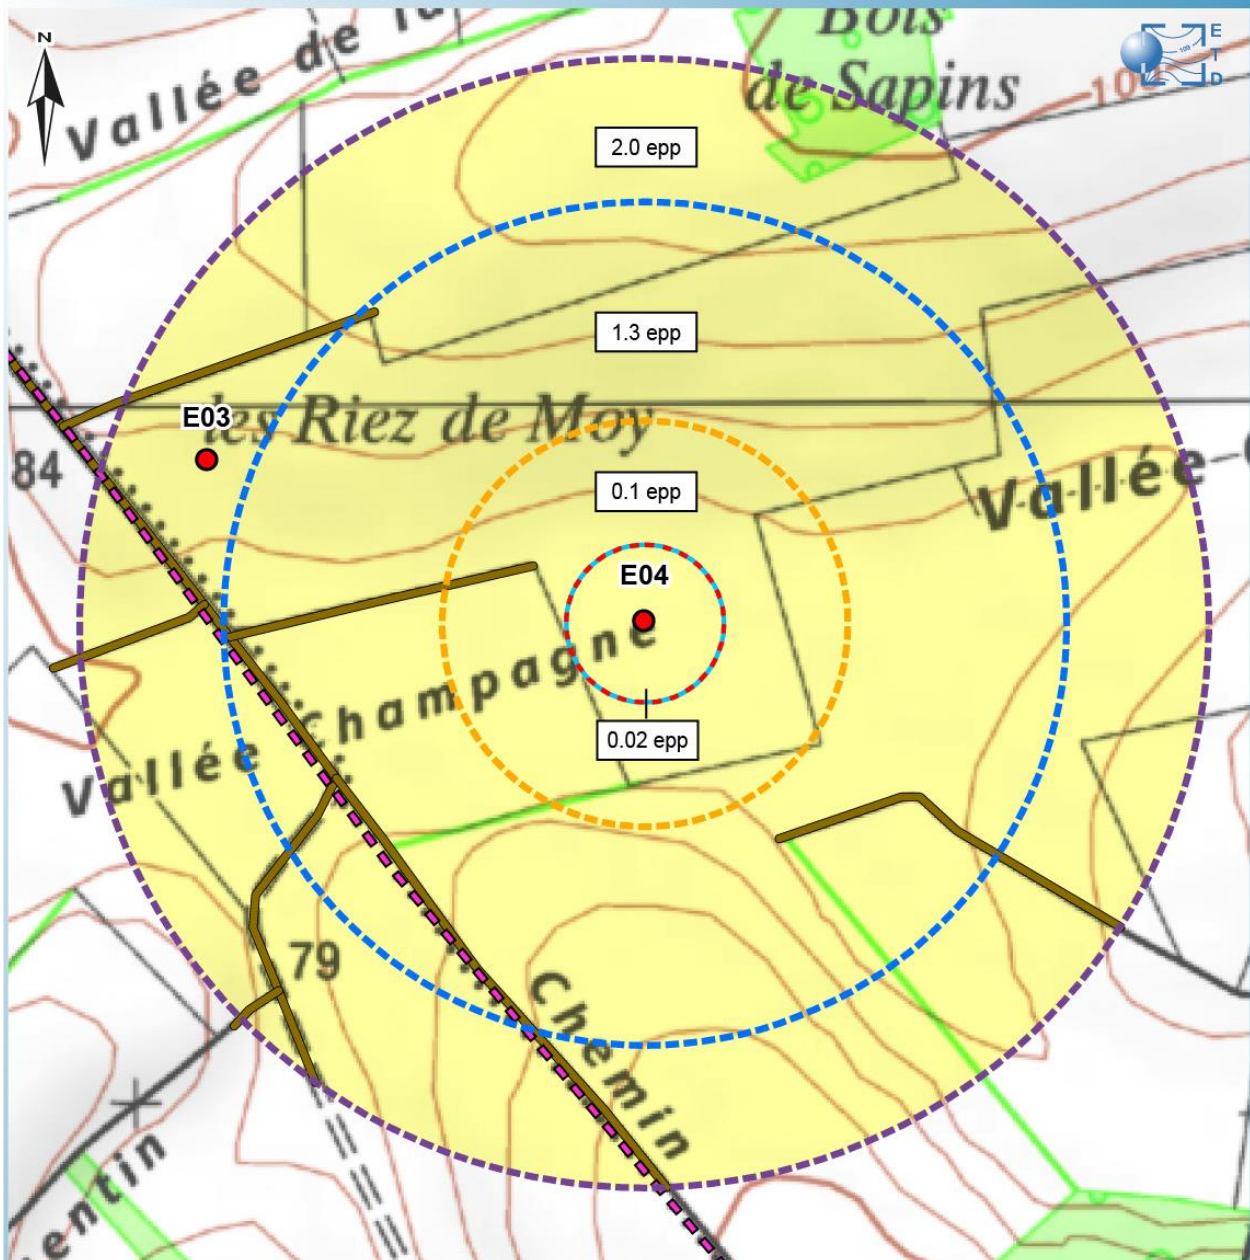 N
Vallée de la
Bois
de Sapins
100
E
T
D
2.0 epp
1.3 epp
E03
les Riez de Moy
84
0.1 epp
Vallée
E04
Champagne
Vallée
0.02 epp
79
Chemin
entin